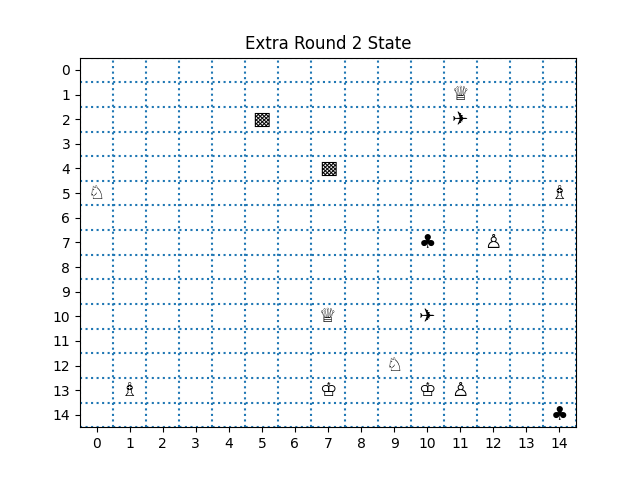 Extra Round 2 State
0
1 ♕
2 ▩ ✈
3
4 ▩
5 ♘ ♗
6
7 ♣ ♙
8
9
10 ♕ ✈
11
12 ♘
13 ♗ ♔ ♔ ♙
14 ♣
0 1 2 3 4 5 6 7 8 9 10 11 12 13 14